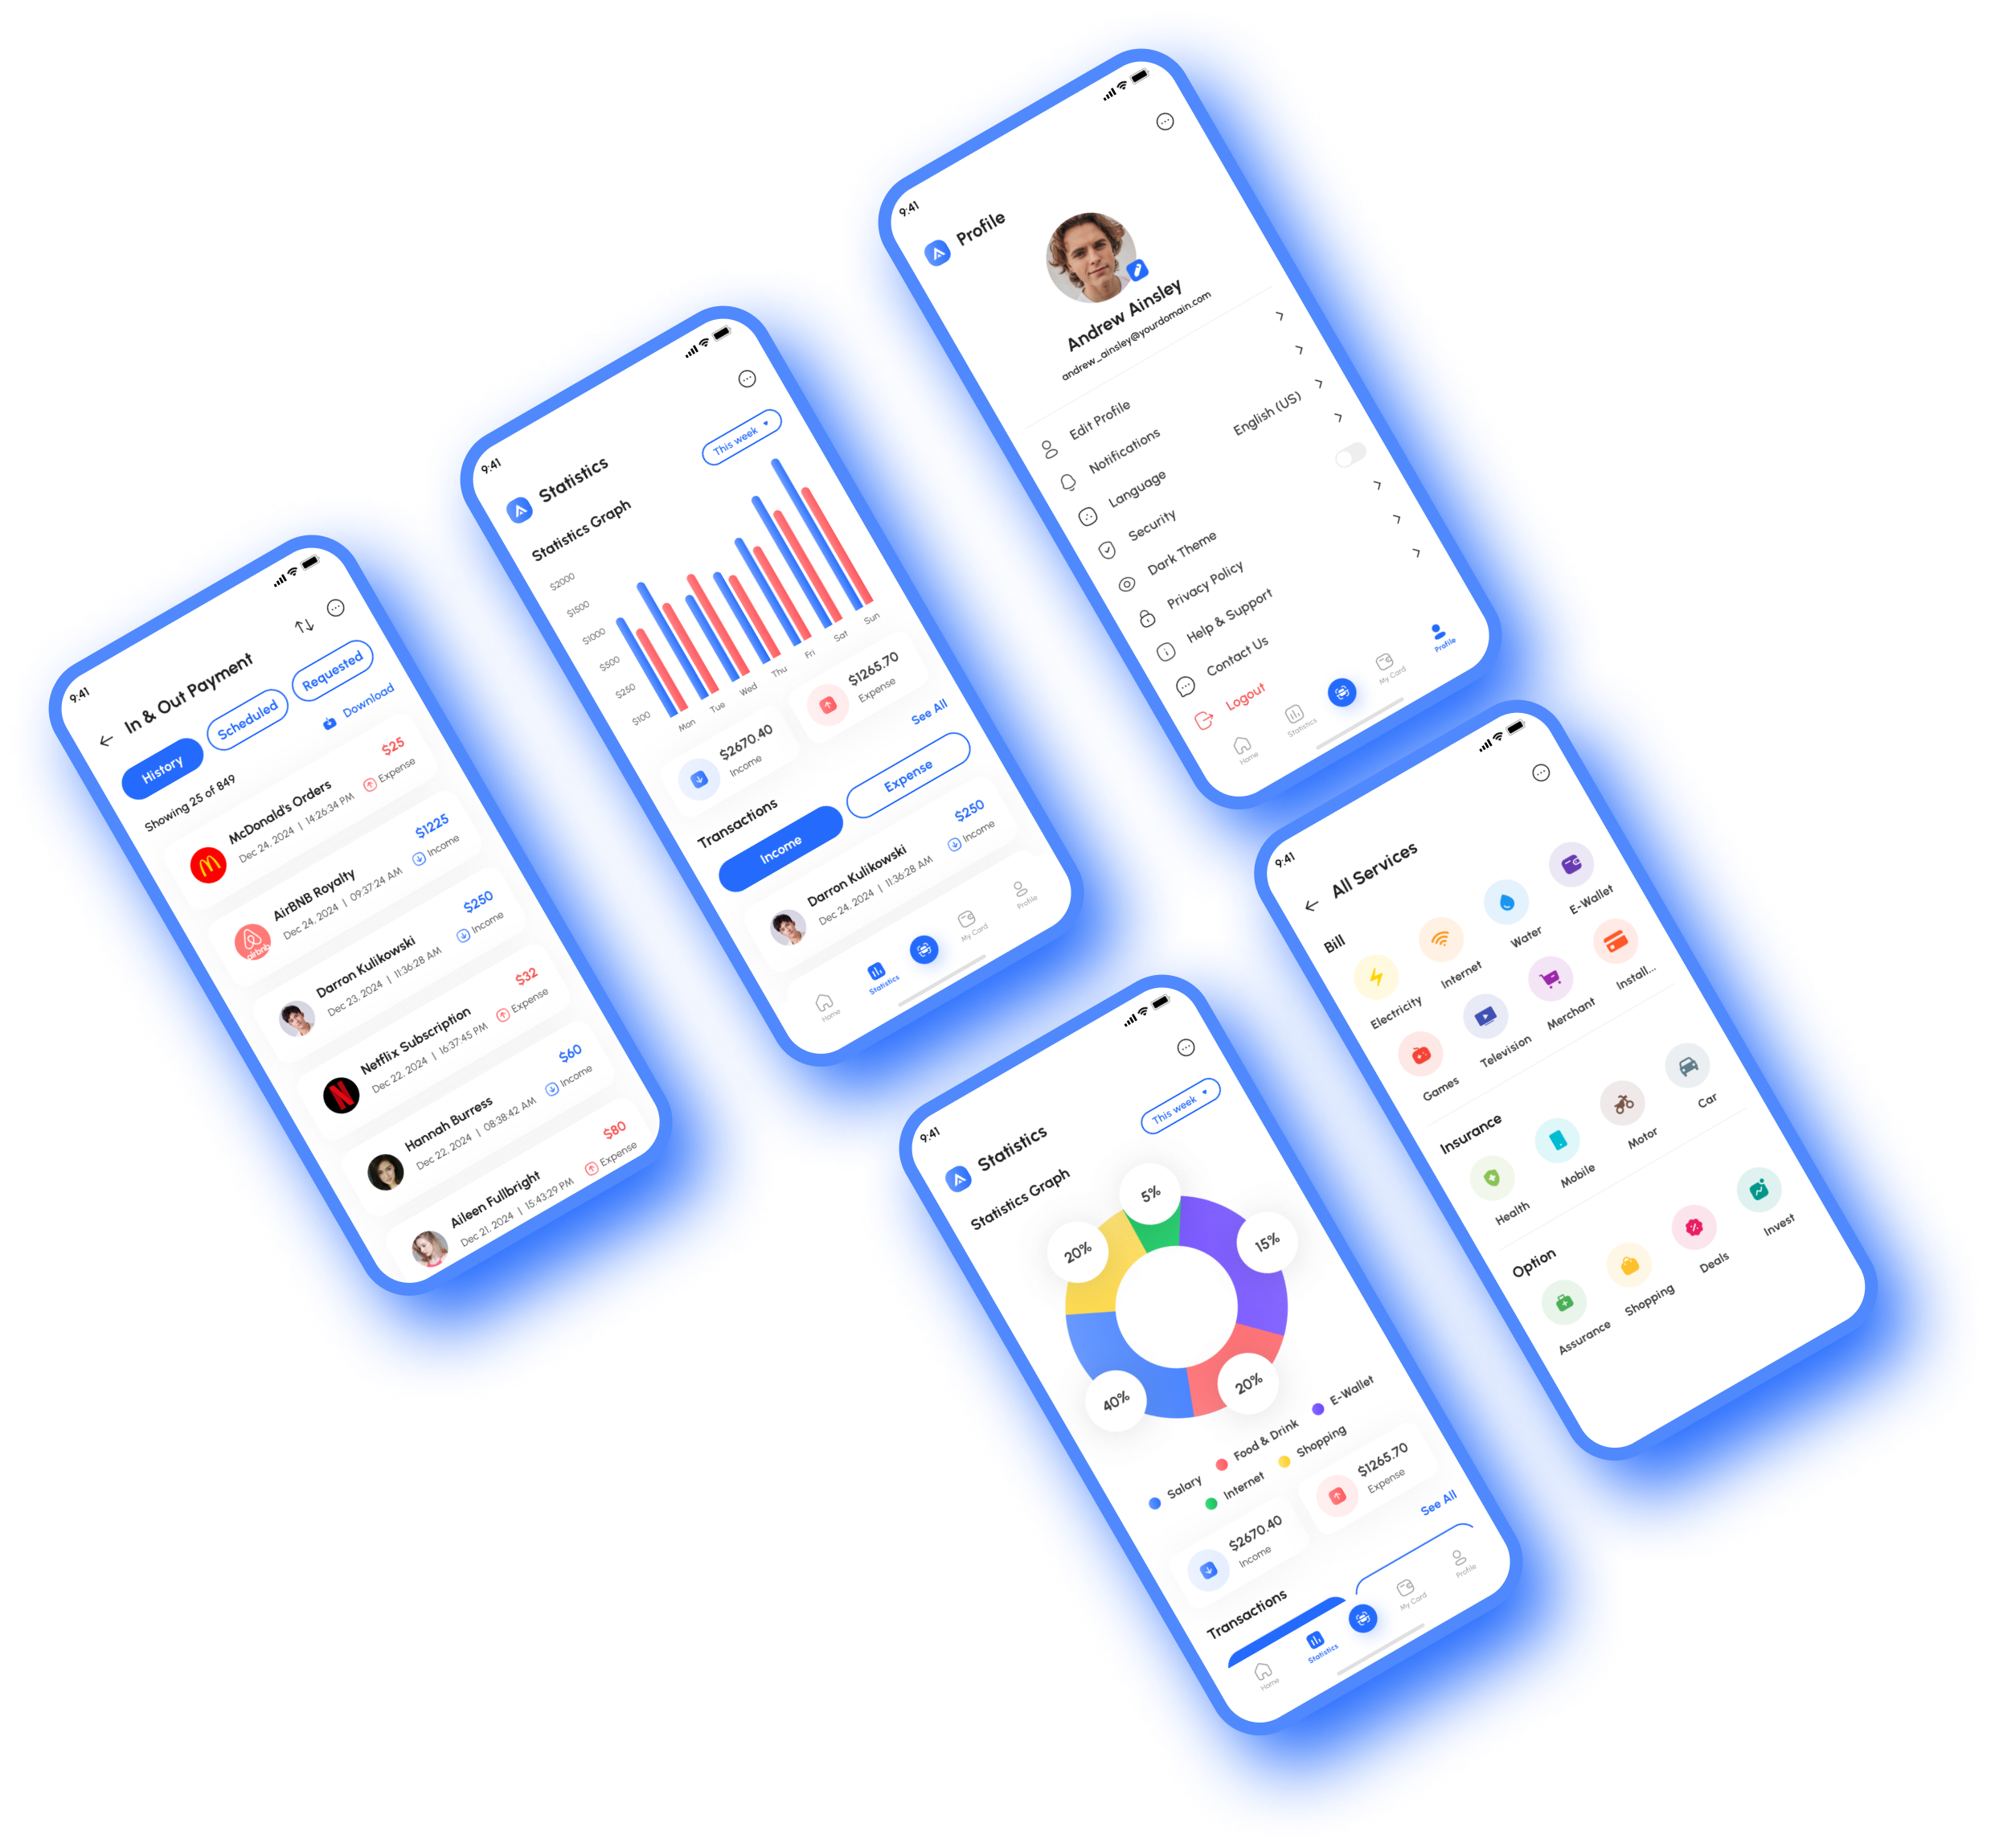 9:41
In & Out Payment
History
Scheduled
Requested
Showing 25 of 849
Download
McDonald's Orders
$25
Dec 24, 2024 | 14:26:34 PM
Expense
AirBNB Royalty
$1225
Dec 24, 2024 | 09:37:24 AM
Income
airbnb
Darron Kulikowski
$250
Dec 23, 2024 | 11:36:28 AM
Income
Netflix Subscription
$32
Dec 22, 2024 | 16:37:45 PM
Expense
Hannah Burress
$60
Dec 22, 2024 | 08:38:42 AM
Income
Aileen Fullbright
$80
Dec 21, 2024 | 15:43:29 PM
Expense
9:41
Statistics
Statistics Graph
This week
$2000
$1500
$1000
$500
$250
$100
Mon
Tue
Wed
Thu
Fri
Sat
Sun
$2670.40
Income
$1265.70
Expense
Transactions
See All
Income
Expense
Darron Kulikowski
$250
Dec 24, 2024 | 11:36:28 AM
Income
Home
Statistics
My Card
Profile
9:41
Profile
Andrew Ainsley
andrew_ainsley@yourdomain.com
Edit Profile
Notifications
Language
English (US)
Security
Dark Theme
Privacy Policy
Help & Support
Contact Us
Logout
Home
Statistics
My Card
Profile
9:41
Statistics
Statistics Graph
This week
5%
20%
15%
40%
20%
Salary
Food & Drink
E-Wallet
Internet
Shopping
$2670.40
Income
$1265.70
Expense
Transactions
See All
Home
Statistics
My Card
Profile
9:41
All Services
Bill
Electricity
Internet
Water
E-Wallet
Games
Television
Merchant
Install...
Insurance
Health
Mobile
Motor
Car
Option
Assurance
Shopping
Deals
Invest